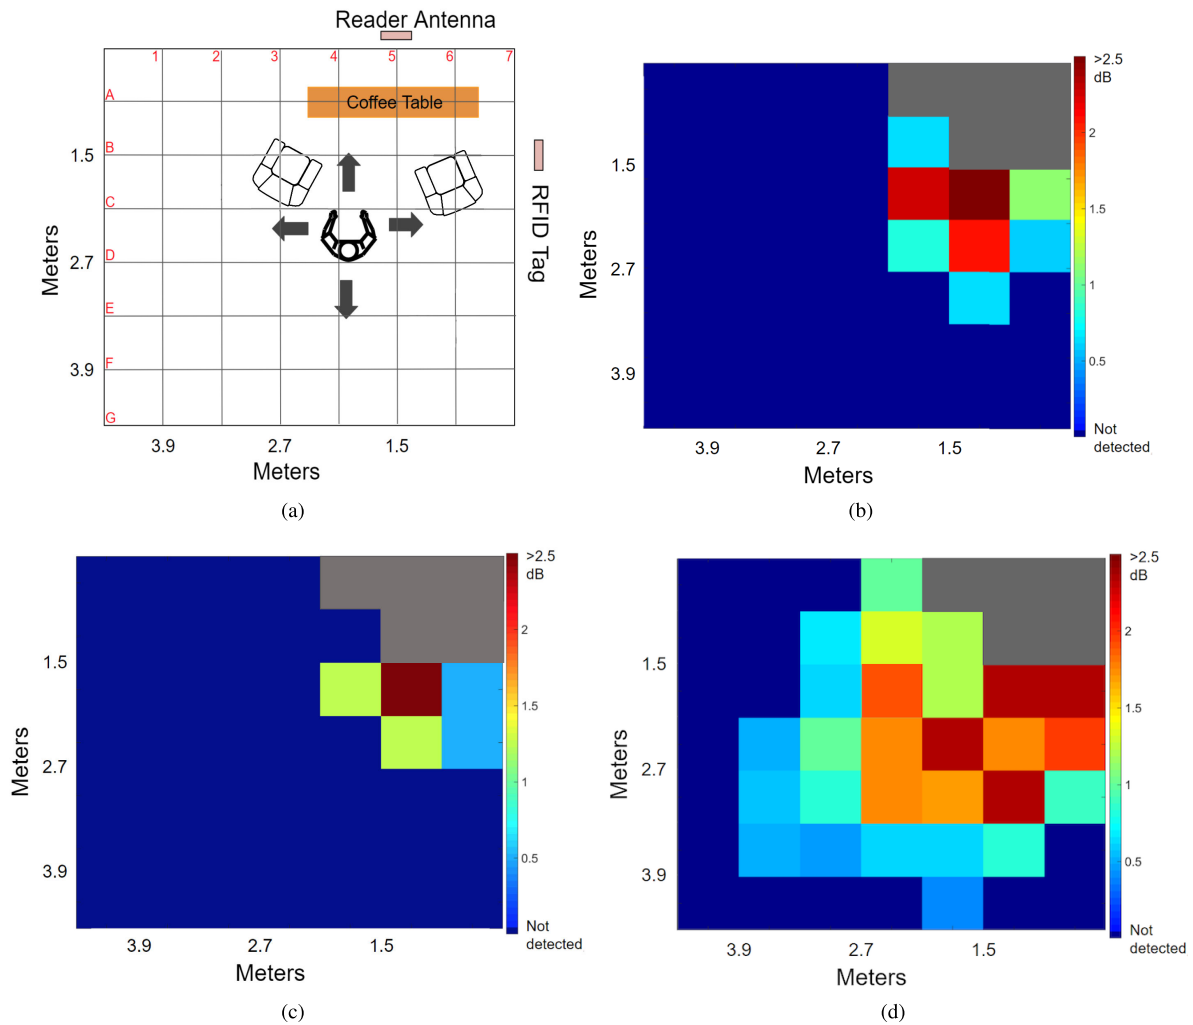 Reader Antenna
1 2 3 4 5 6 7
A
Coffee Table
B
1.5
C
D
2.7
E
F
3.9
G
Meters
RFID Tag
3.9 2.7 1.5
Meters
(a)
>2.5
dB
2
1.5
1
0.5
Not
detected
1.5
2.7
3.9
Meters
3.9 2.7 1.5
Meters
(b)
>2.5
dB
2
1.5
1
0.5
Not
detected
1.5
2.7
3.9
Meters
3.9 2.7 1.5
Meters
(c)
>2.5
dB
2
1.5
1
0.5
Not
detected
1.5
2.7
3.9
Meters
3.9 2.7 1.5
Meters
(d)